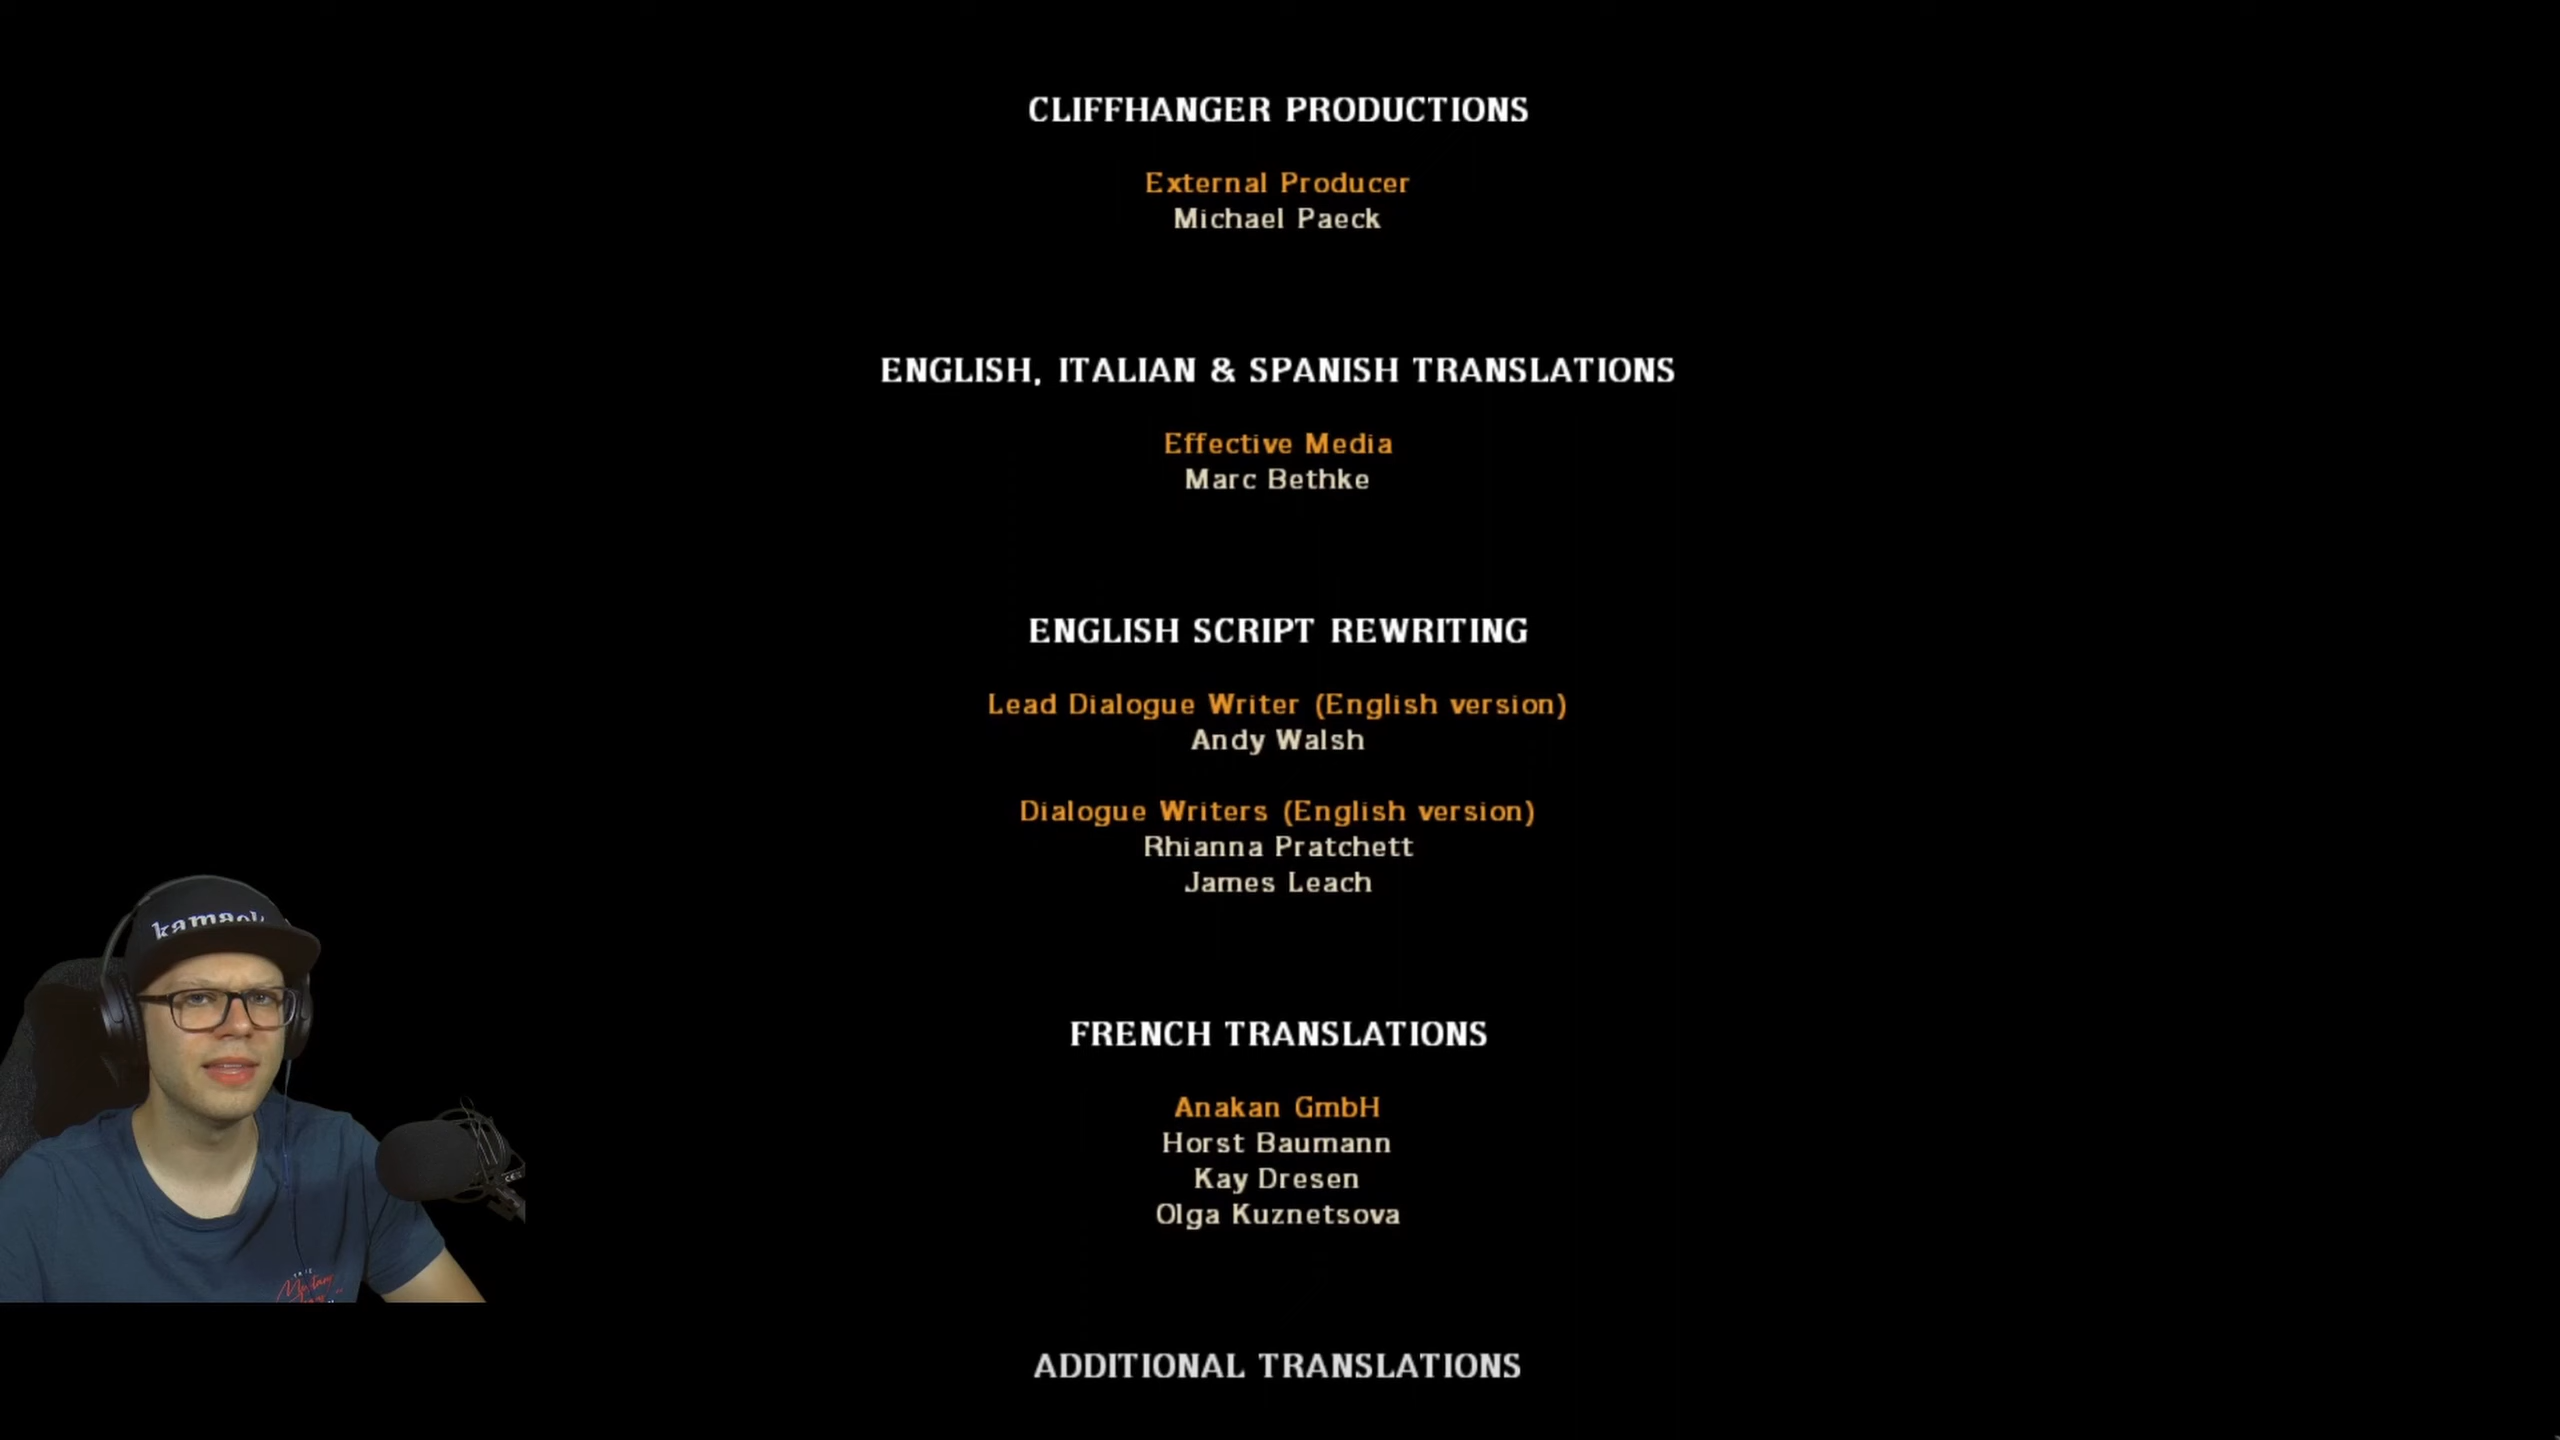 CLIFFHANGER PRODUCTIONS
External Producer
Michael Paeck
ENGLISH, ITALIAN & SPANISH TRANSLATIONS
Effective Media
Marc Bethke
ENGLISH SCRIPT REWRITING
Lead Dialogue Writer (English version)
Andy Walsh
Dialogue Writers (English version)
Rhianna Pratchett
James Leach
FRENCH TRANSLATIONS
Anakan GmbH
Horst Baumann
Kay Dresen
Olga Kuznetsova
ADDITIONAL TRANSLATIONS